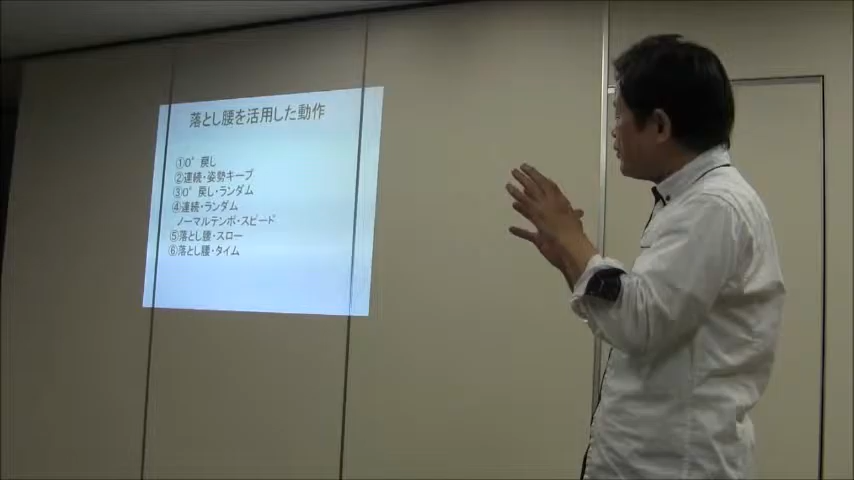 落とし腰を活用した動作
①0°戻し
②連続・姿勢キープ
③0°戻し・ランダム
④連続・ランダム
ノーマルテンポ・スピード
⑤落とし腰・スロー
⑥落とし腰・タイム